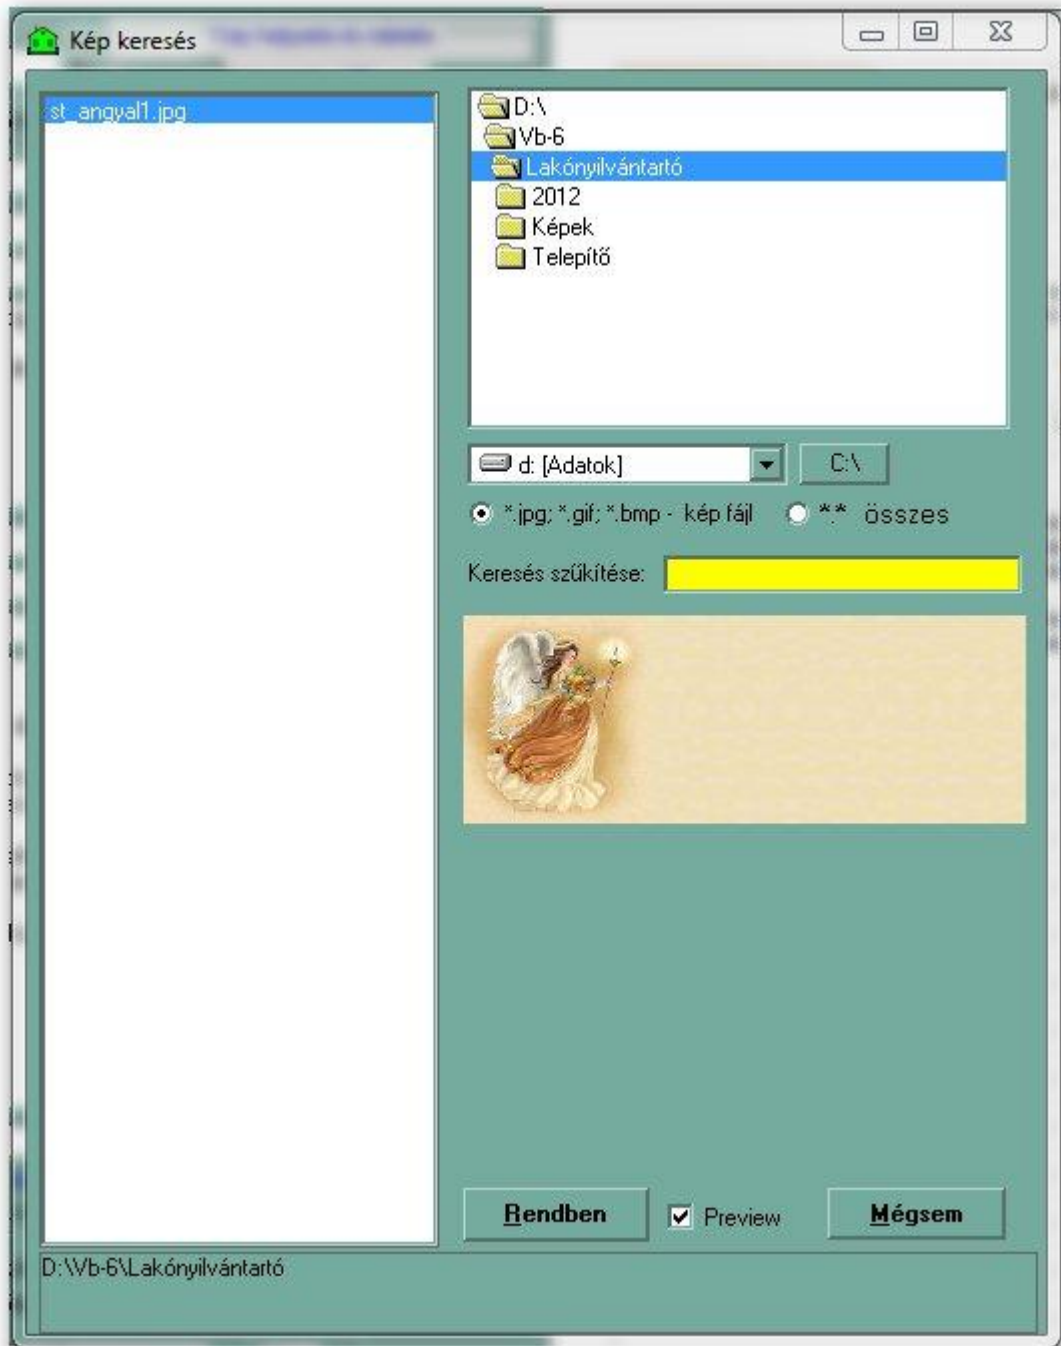 Kép keresés
st_angyal1.jpg
D:\
Vb-6
Lakónyilvántartó
2012
Képek
Telepítő
d: [Adatok]
C:\
*.jpg; *.gif; *.bmp - kép fájl
*.* összes
Keresés szűkítése:
Rendben
Preview
Mégsem
D:\Vb-6\Lakónyilvántartó